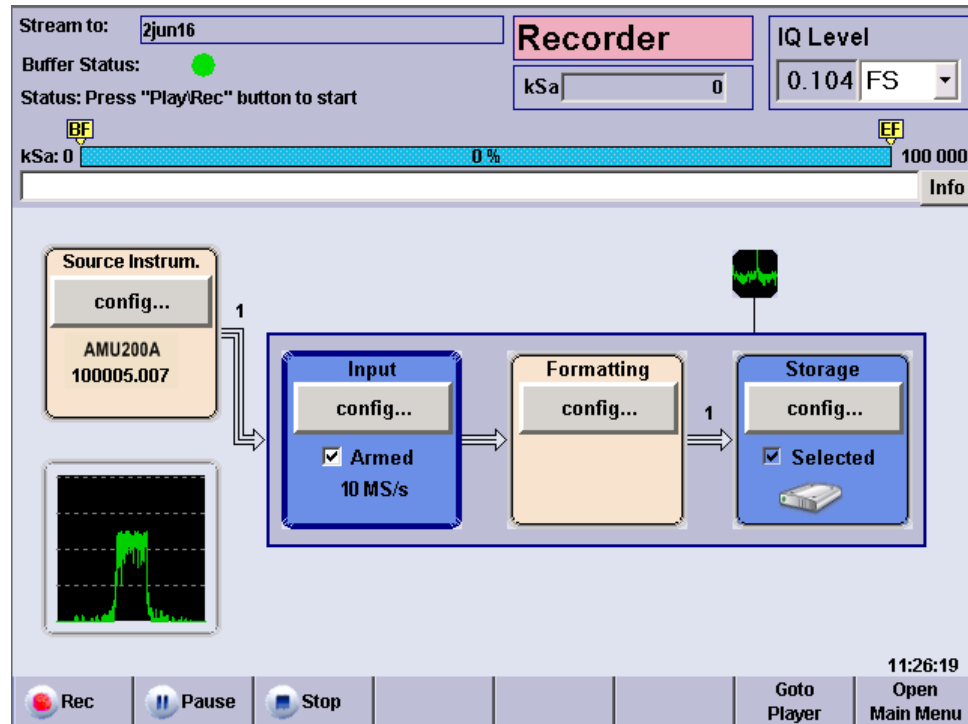 Stream to: 2jun16
Recorder
IQ Level
Buffer Status:
kSa 0
0.104 FS
Status: Press "Play\Rec" button to start
BF EF
kSa: 0 0 % 100 000
Info
Source Instrum.
config...
AMU200A
100005.007
1
Input
config...
Armed
10 MS/s
Formatting
config...
1
Storage
config...
Selected
11:26:19
Rec
Pause
Stop
Goto
Player
Open
Main Menu